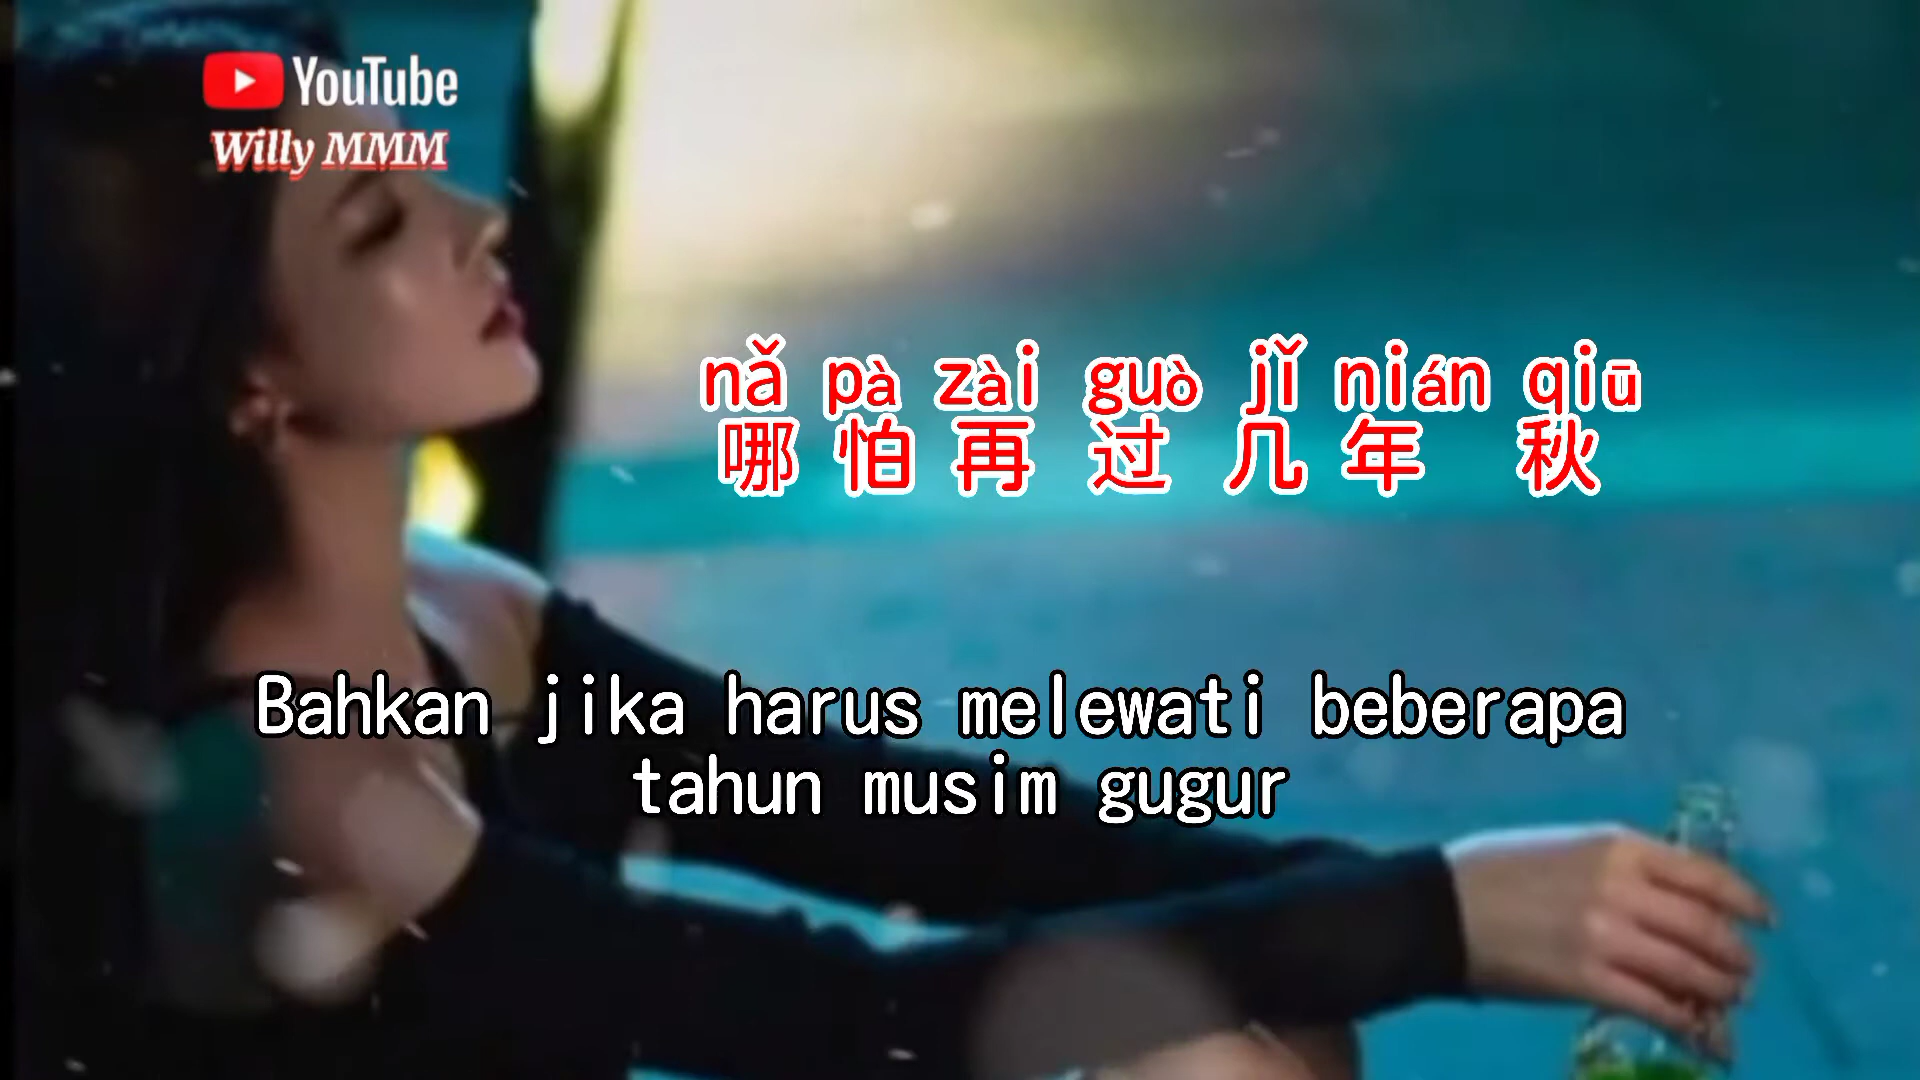 YouTube
Willy MMM
nǎ pà zài guò jǐ nián qiū
哪 怕 再 过 几 年 秋
Bahkan jika harus melewati beberapa
tahun musim gugur